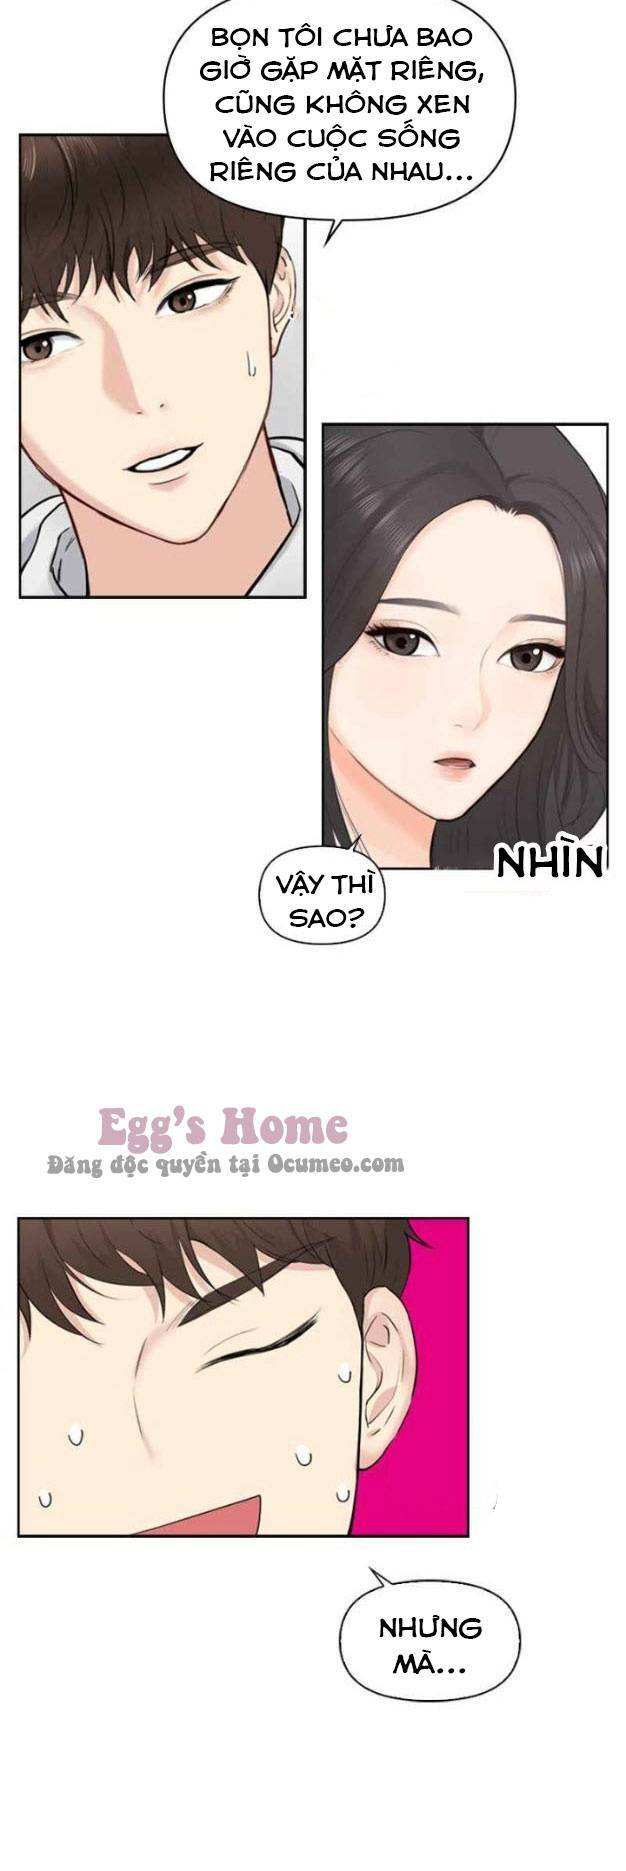 BỌN TÔI CHƯA BAO
GIỜ GẶP MẶT RIÊNG,
CŨNG KHÔNG XEN
VÀO CUỘC SỐNG
RIÊNG CỦA NHAU...
NHÌN
VẬY THÌ
SAO?
Egg's Home
Đăng độc quyền tại Ocumeo.com
NHƯNG
MÀ...